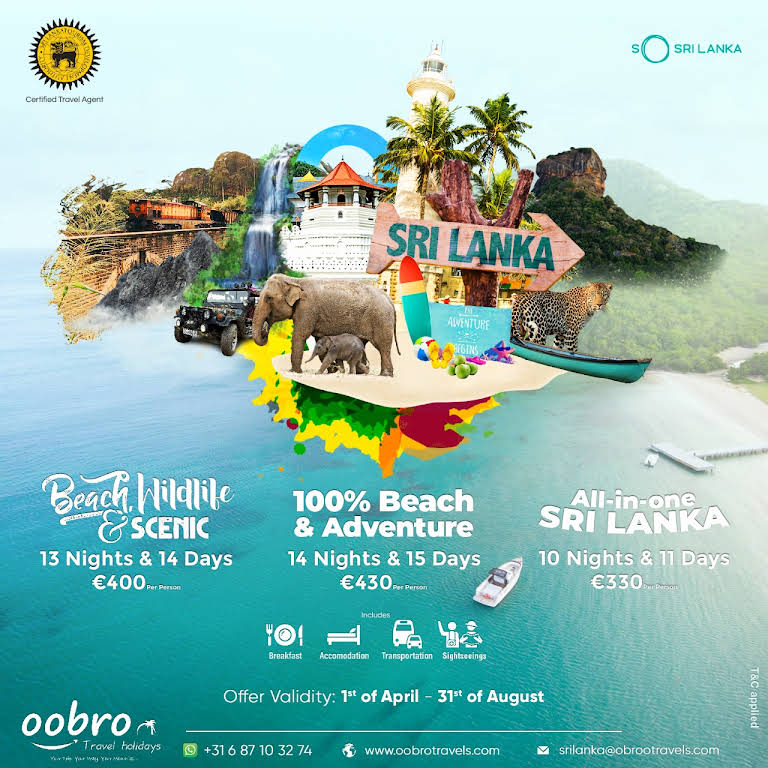 Certified Travel Agent
SO SRI LANKA
SRI LANKA
ADVENTURE
BEGINS
Beach, Wildlife
& SCENIC
13 Nights & 14 Days
€400 Per Person
100% Beach
& Adventure
14 Nights & 15 Days
€430 Per Person
All-in-one
SRI LANKA
10 Nights & 11 Days
€330 Per Person
Includes
Breakfast
Accomodation
Transportation
Sightseeings
Offer Validity: 1st of April - 31st of August
T&C applied
oobro
Travel holidays
+31 6 87 10 32 74
www.oobrotravels.com
srilanka@obrootravels.com